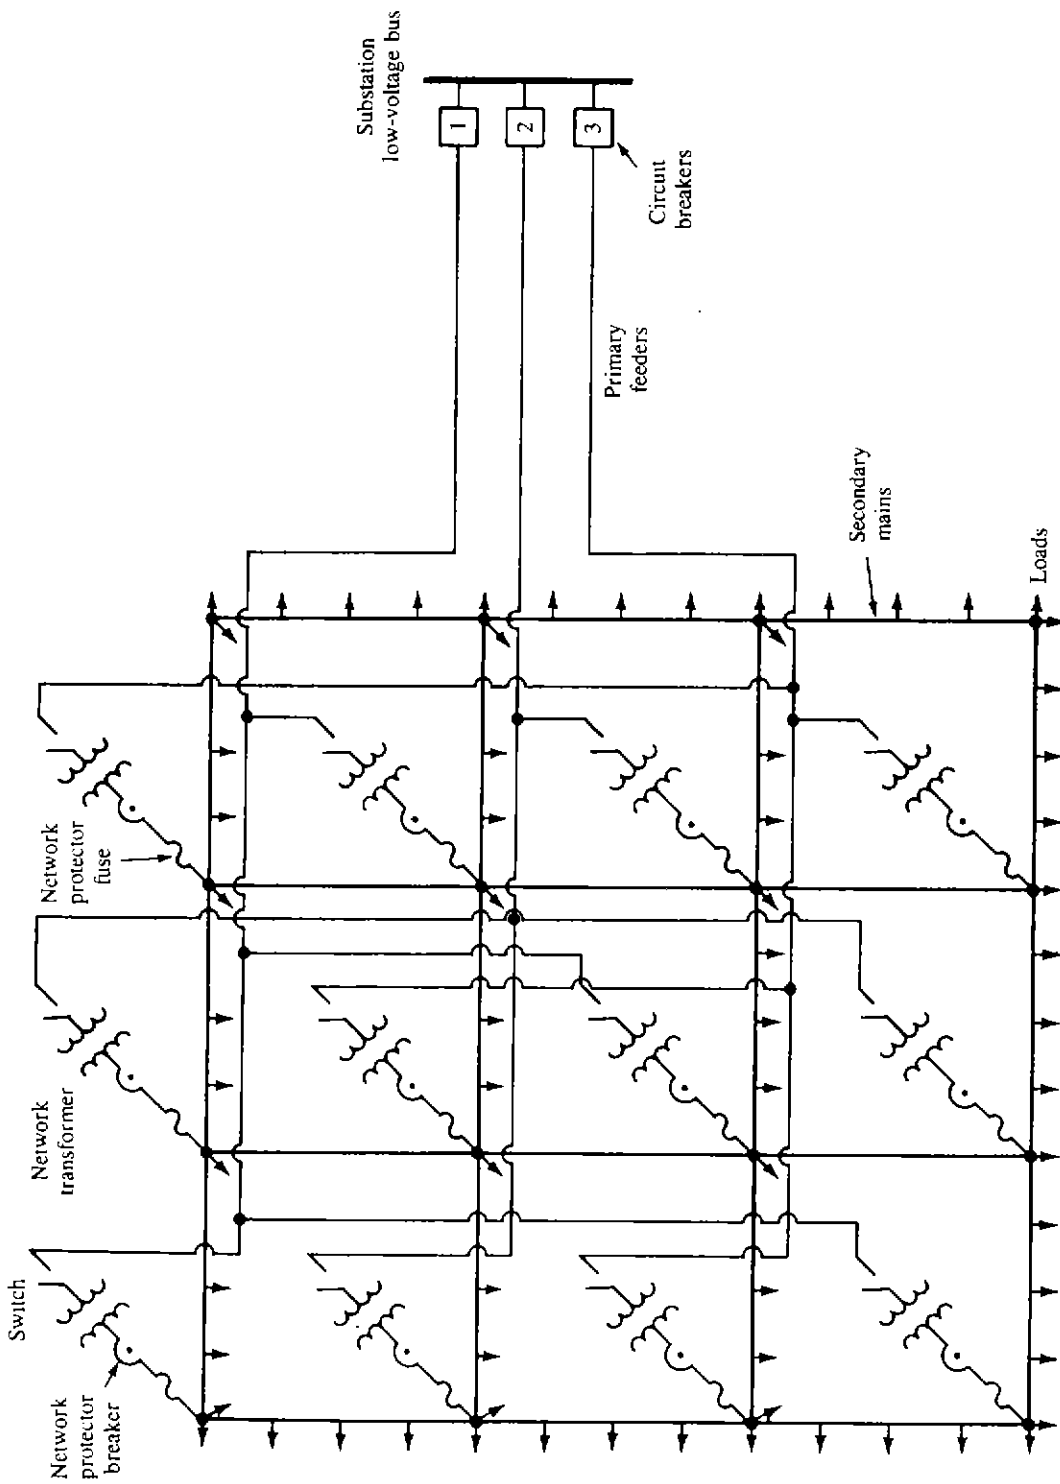 Substation
low-voltage bus
1
2
3
Circuit
breakers
Primary
feeders
Secondary
mains
Loads
Network
protector
fuse
Network
transformer
Switch
Network
protector
breaker